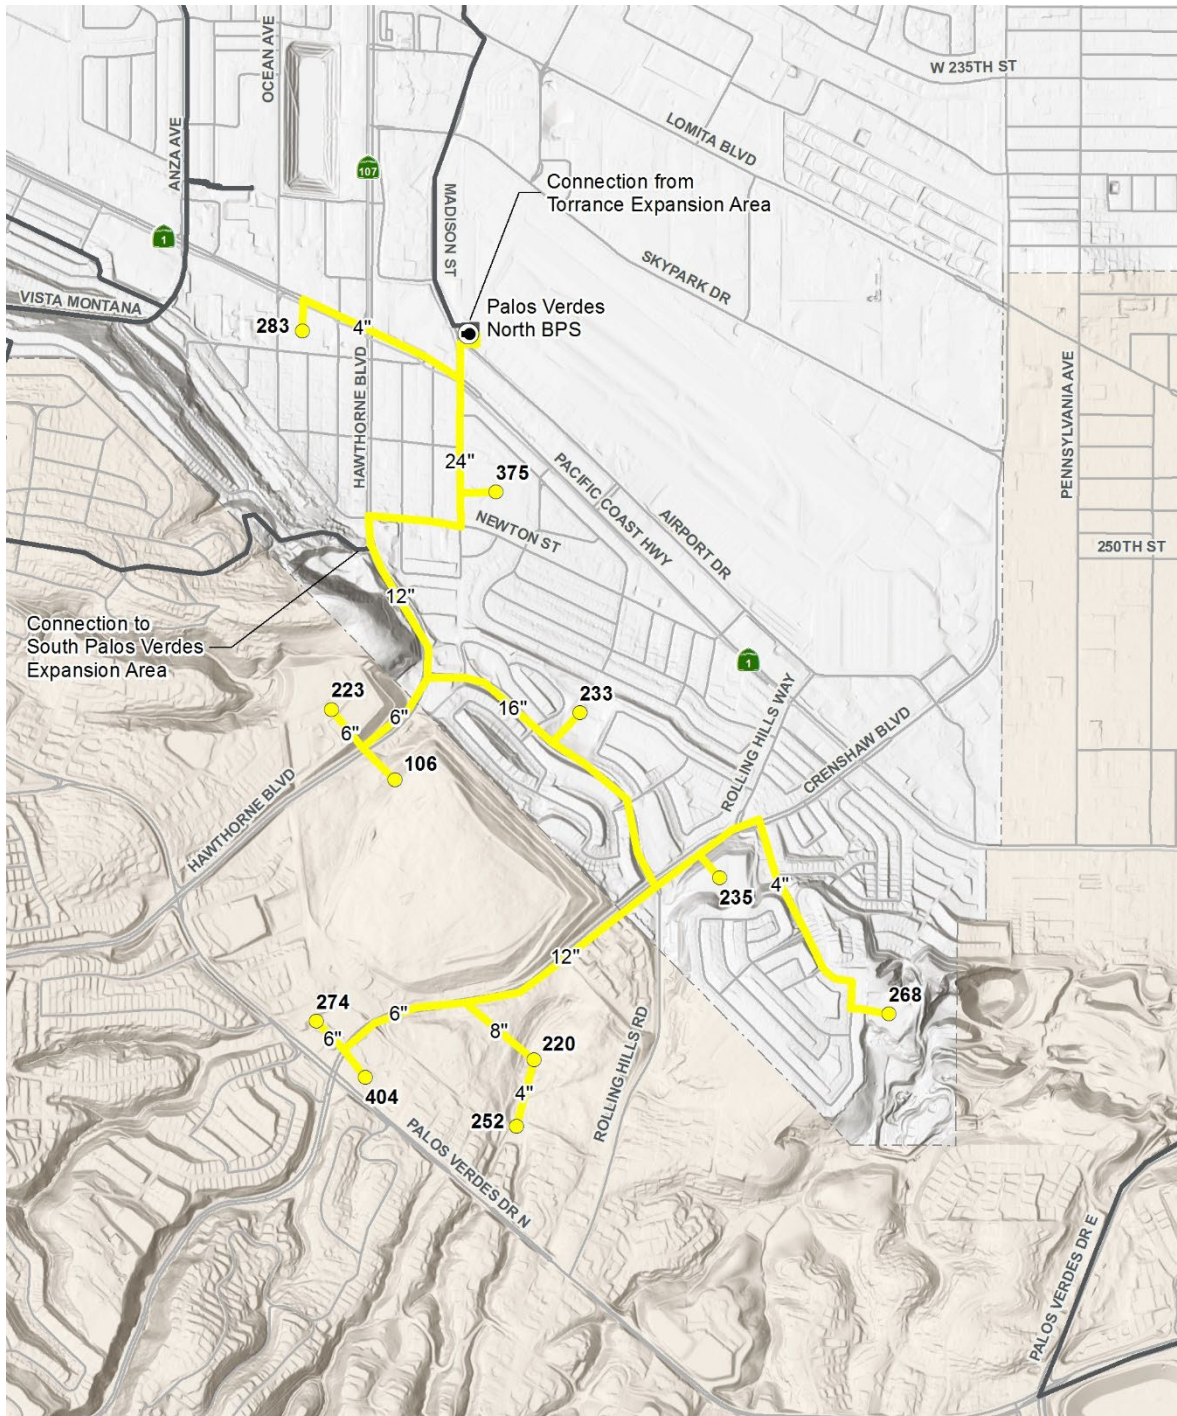 W 235TH ST
OCEAN AVE
LOMITA BLVD
ANZA AVE
107
MADISON ST
Connection from
Torrance Expansion Area
1
SKYPARK DR
VISTA MONTANA
283
4"
Palos Verdes
North BPS
HAWTHORNE BLVD
PENNSYLVANIA AVE
24"
375
PACIFIC COAST HWY
NEWTON ST
AIRPORT DR
250TH ST
12"
Connection to
South Palos Verdes
Expansion Area
1
223
233
16"
6"
6"
ROLLING HILLS WAY
CRENSHAW BLVD
106
HAWTHORNE BLVD
4"
235
12"
274
268
6"
6"
8"
220
ROLLING HILLS RD
404
4"
252
PALOS VERDES DR N
PALOS VERDES DR E